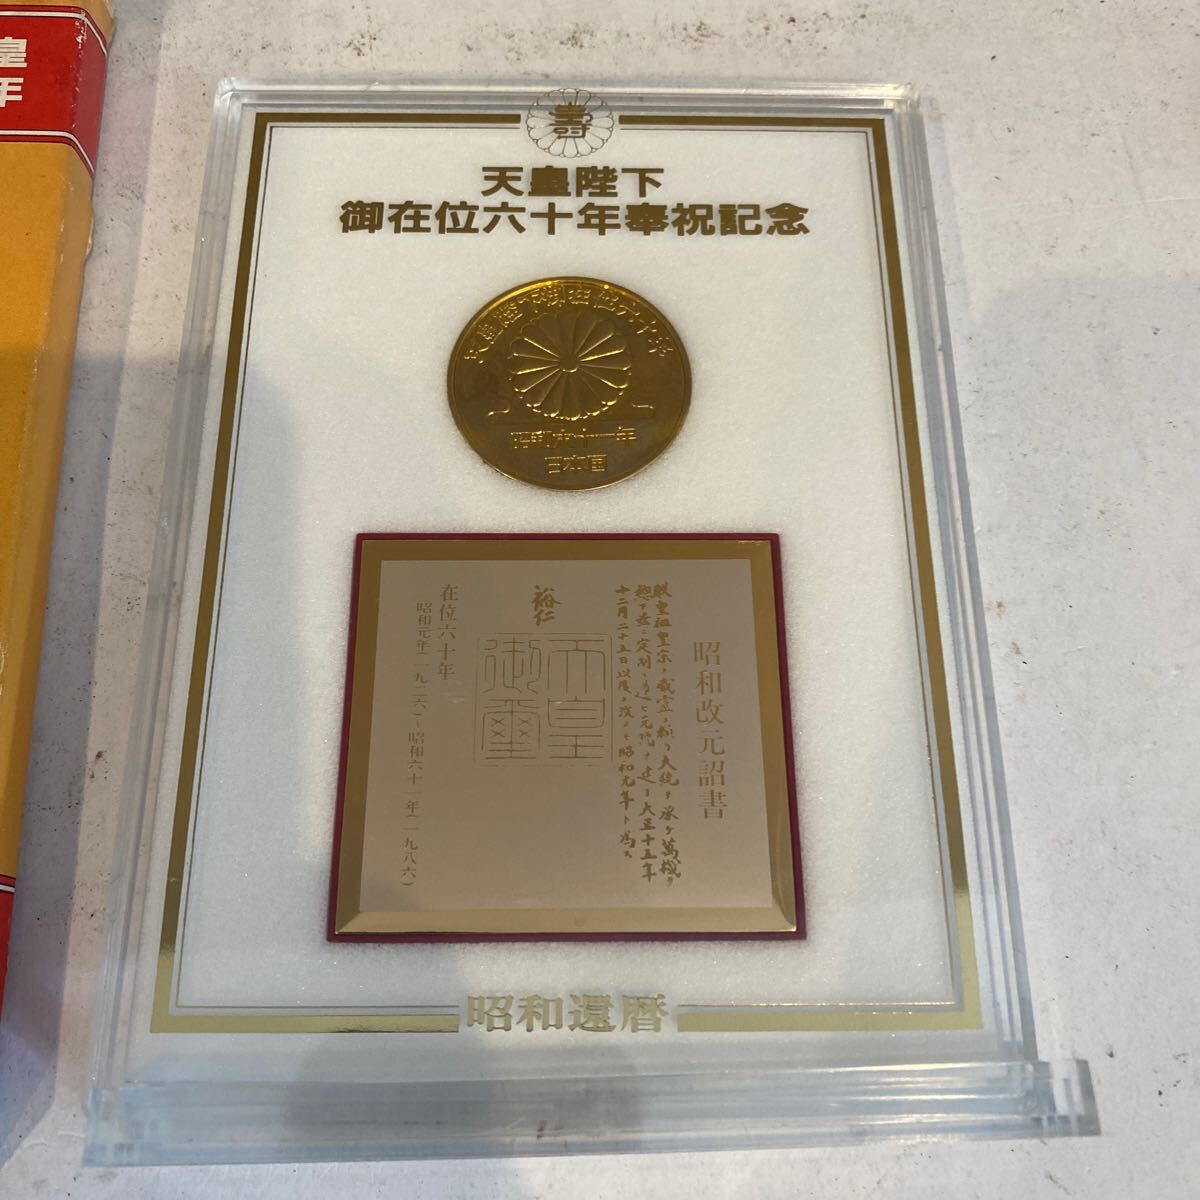 皇
年
寿
天皇陛下
御在位六十年奉祝記念
天皇陛下御在位六十年
昭和六十一年
日本国
昭和改元詔書
朕皇祖皇宗ノ威霊ニ頼リ大統ヲ承ケ萬機ヲ
總フ茲ニ定制ニ遵ヒ元号ヲ建テ大正十五年
十二月二十五日以後ヲ改メテ昭和元年ト為ス
裕仁
天皇
御璽
在位六十年
昭和元年(一九二六)〜昭和六十一年(一九八六)
昭和還暦